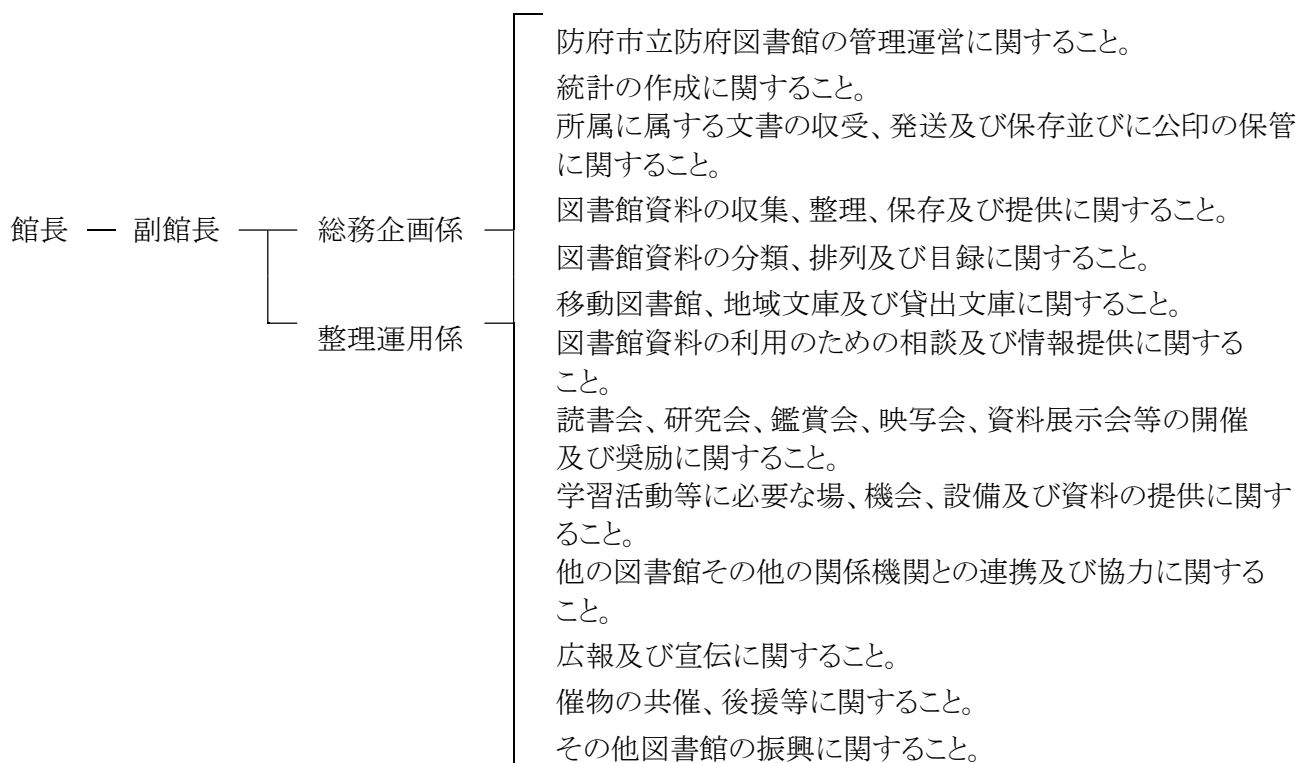 防府市立防府図書館の管理運営に関すること。
統計の作成に関すること。
所属に属する文書の収受、発送及び保存並びに公印の保管
に関すること。
館長 副館長 総務企画係
図書館資料の収集、整理、保存及び提供に関すること。
図書館資料の分類、排列及び目録に関すること。
移動図書館、地域文庫及び貸出文庫に関すること。
整理運用係
図書館資料の利用のための相談及び情報提供に関する
こと。
読書会、研究会、鑑賞会、映写会、資料展示会等の開催
及び奨励に関すること。
学習活動等に必要な場、機会、設備及び資料の提供に関す
ること。
他の図書館その他の関係機関との連携及び協力に関する
こと。
広報及び宣伝に関すること。
催物の共催、後援等に関すること。
その他図書館の振興に関すること。